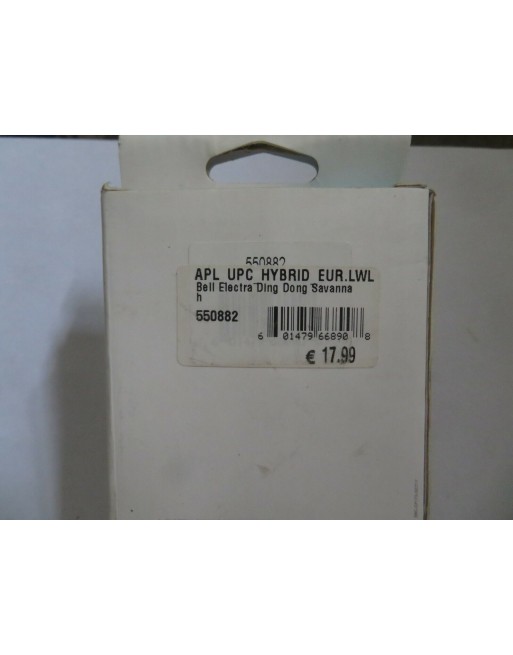 550882
APL UPC HYBRID EUR.LWL
Bell Electra Ding Dong Savanna
h
550882
6 01479 66890 8
€ 17.99